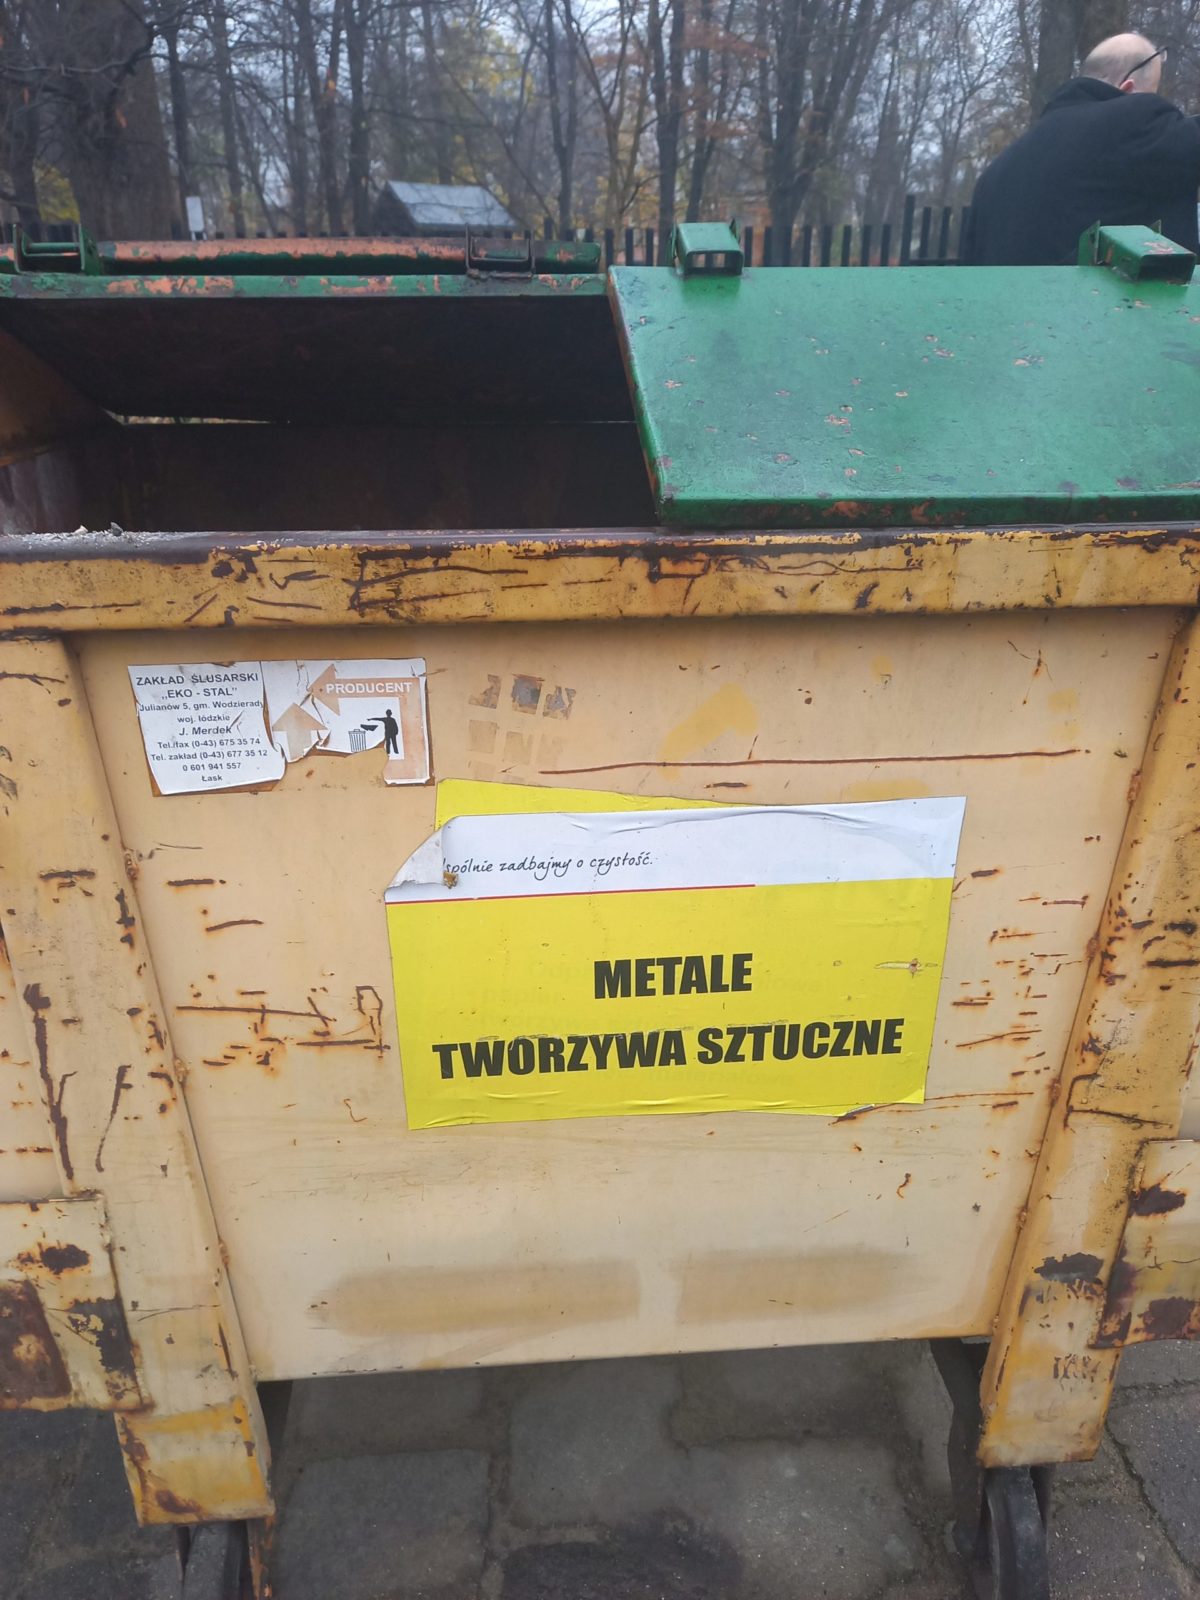 ZAKŁAD ŚLUSARSKI
„EKO - STAL”
Julianów 5, gm. Wodzierady
woj. łódzkie
J. Merdek
Tel./fax (0-43) 675 35 74
Tel. zakład (0-43) 677 35 12
0 601 941 557
Łask
PRODUCENT
spólnie zadbajmy o czystość.
METALE
TWORZYWA SZTUCZNE